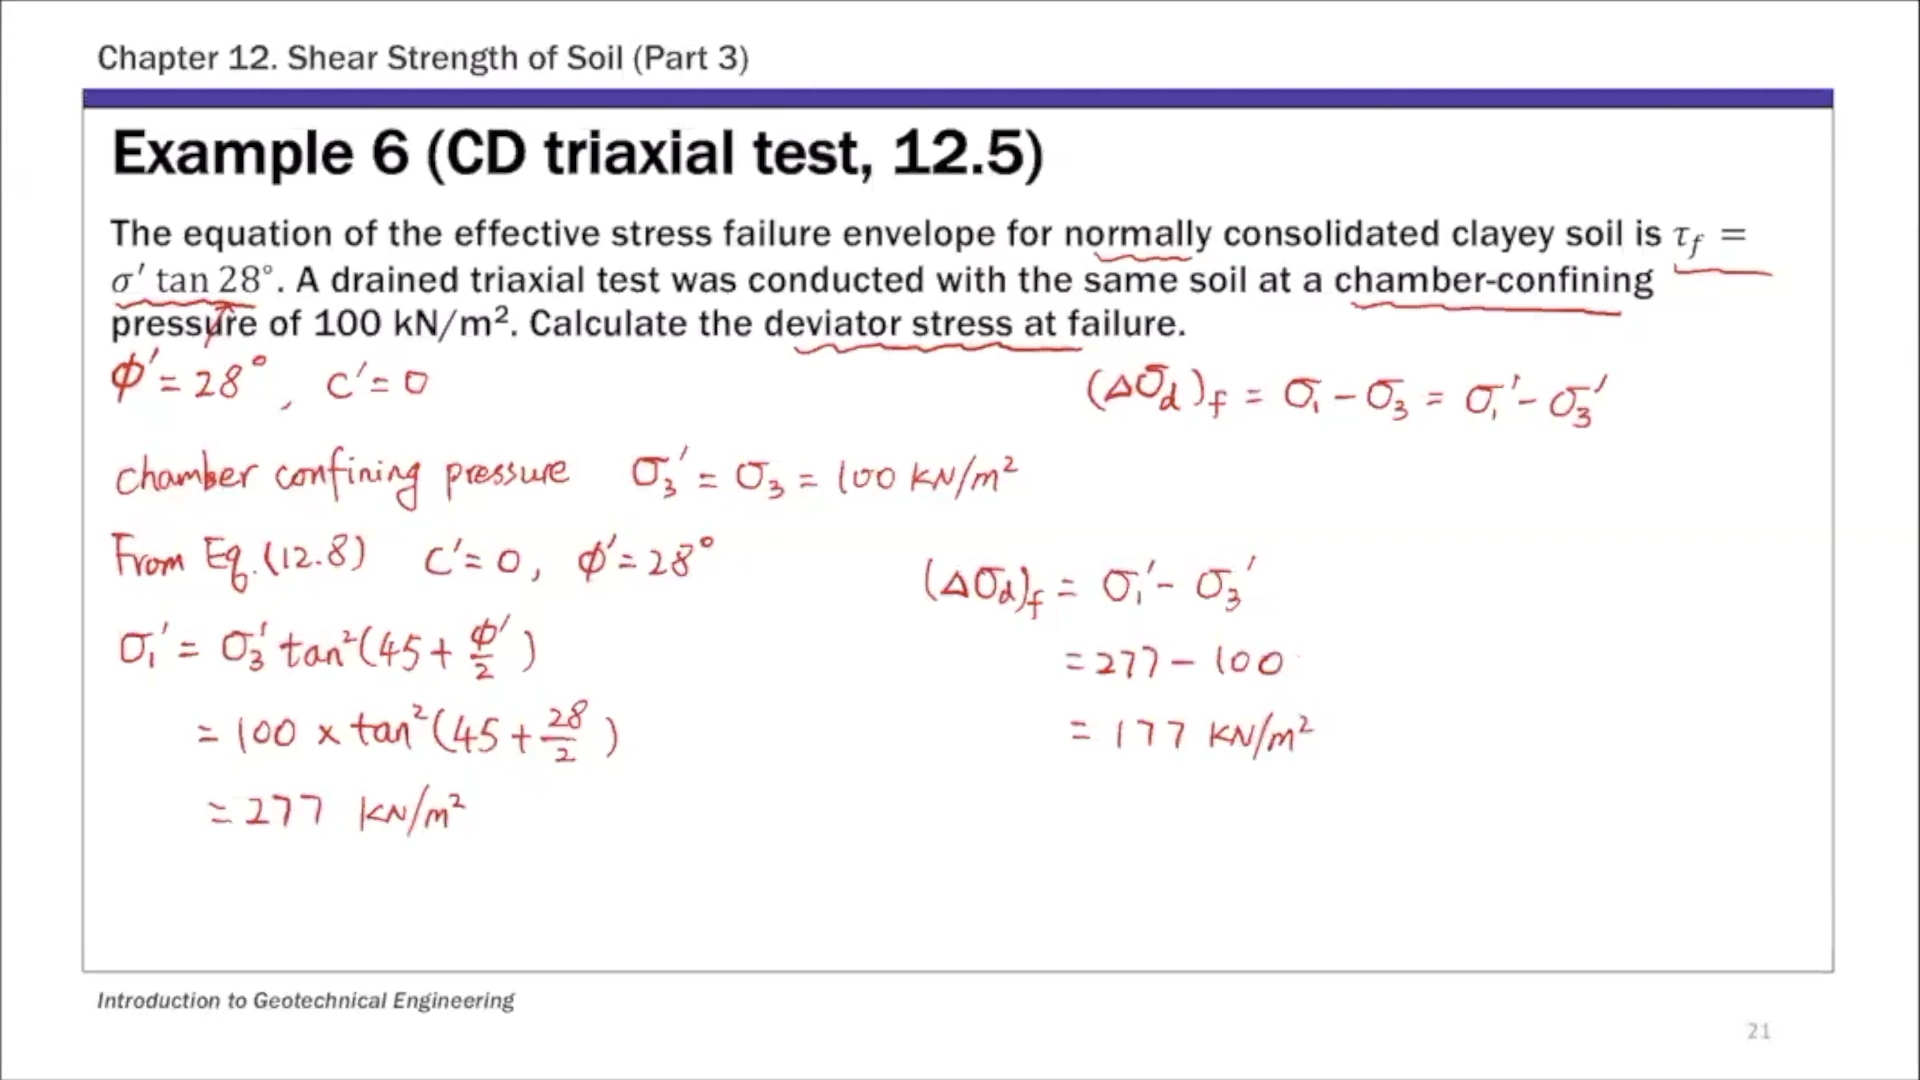 Chapter 12. Shear Strength of Soil (Part 3)
Example 6 (CD triaxial test, 12.5)
The equation of the effective stress failure envelope for normally consolidated clayey soil is τf =
σ′ tan 28°. A drained triaxial test was conducted with the same soil at a chamber-confining
pressure of 100 kN/m². Calculate the deviator stress at failure.
ϕ′ = 28°, C′ = 0
(Δσd)f = σ₁ − σ₃ = σ₁′ − σ₃′
chamber confining pressure σ₃′ = σ₃ = 100 KN/m²
From Eq. (12.8) C′ = 0, ϕ′ = 28°
(Δσd)f = σ₁′ − σ₃′
σ₁′ = σ₃′ tan²(45 + ϕ′/2)
= 277 − 100
= 100 × tan²(45 + 28/2)
= 177 KN/m²
= 277 KN/m²
Introduction to Geotechnical Engineering
21